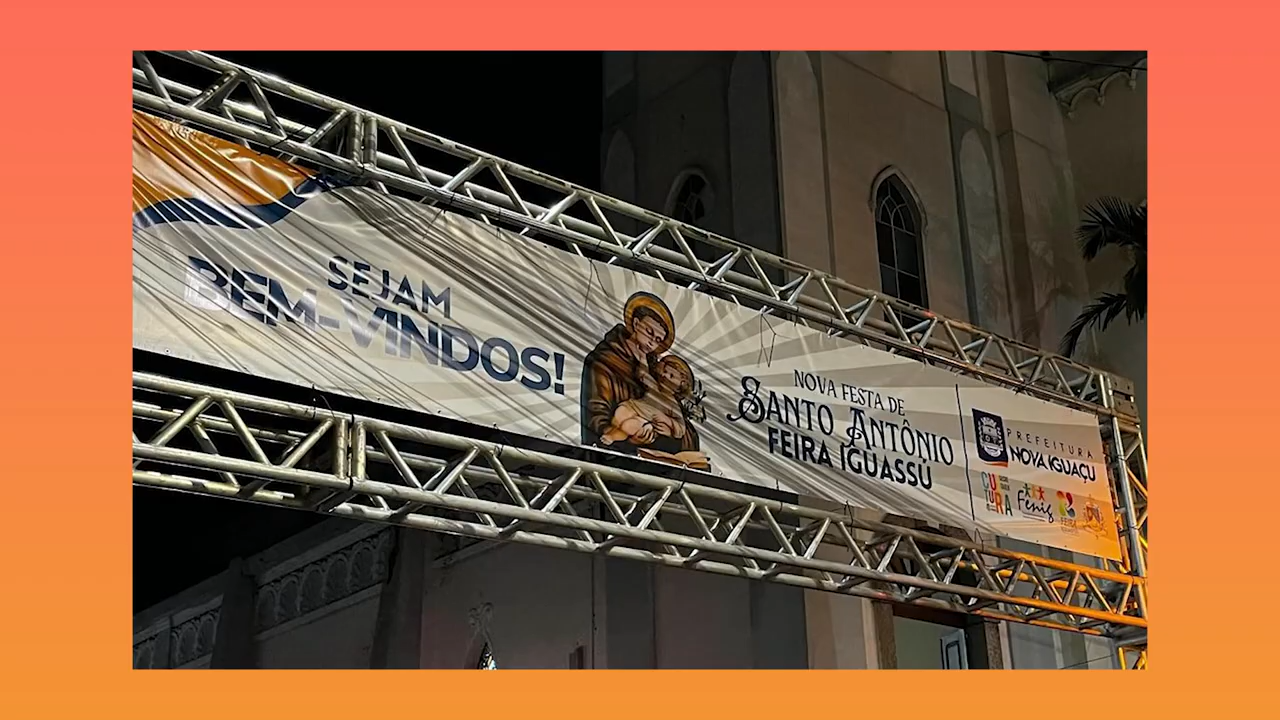 SEJAM
BEM-VINDOS!
NOVA FESTA DE
SANTO ANTÔNIO
FEIRA IGUASSÚ
PREFEITURA
NOVA IGUAÇU
CULTURA
Fenig